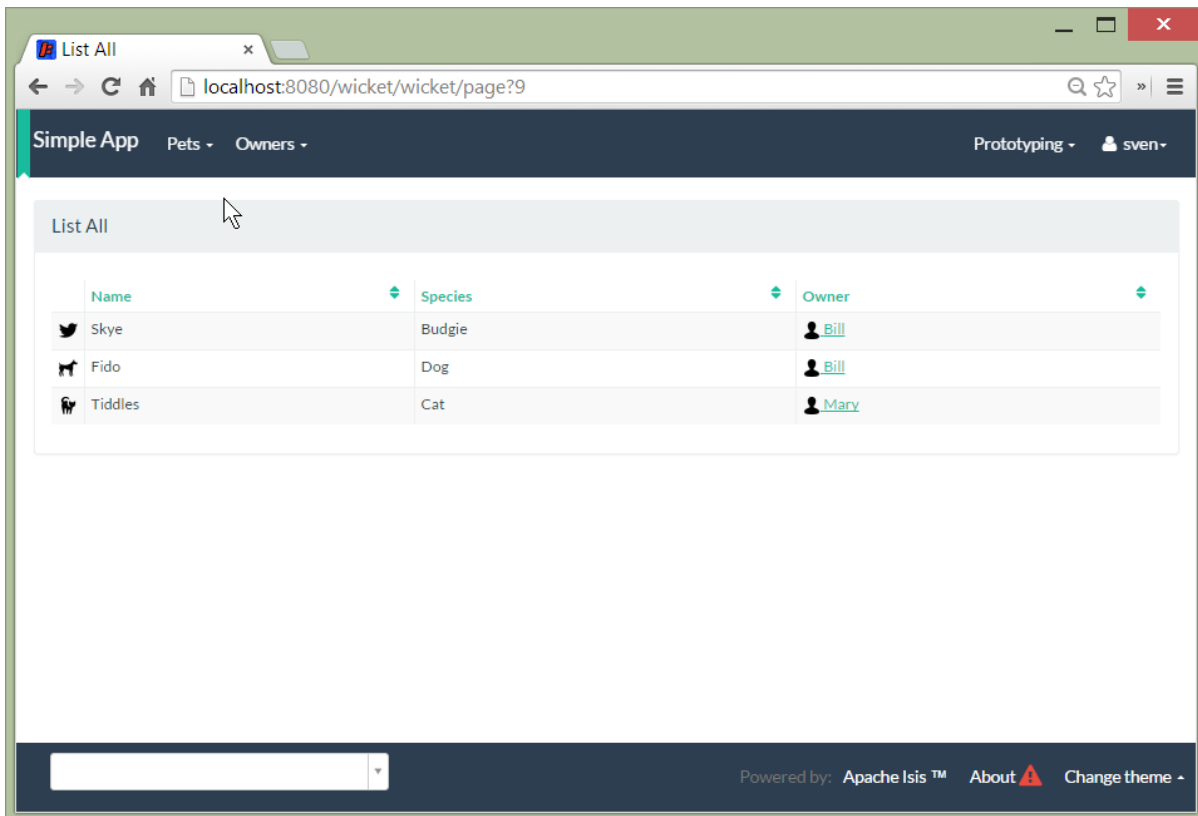 List All
localhost:8080/wicket/wicket/page?9
Simple App Pets Owners Prototyping sven
List All
Name Species Owner
Skye Budgie Bill
Fido Dog Bill
Tiddles Cat Mary
Powered by: Apache Isis ™ About Change theme